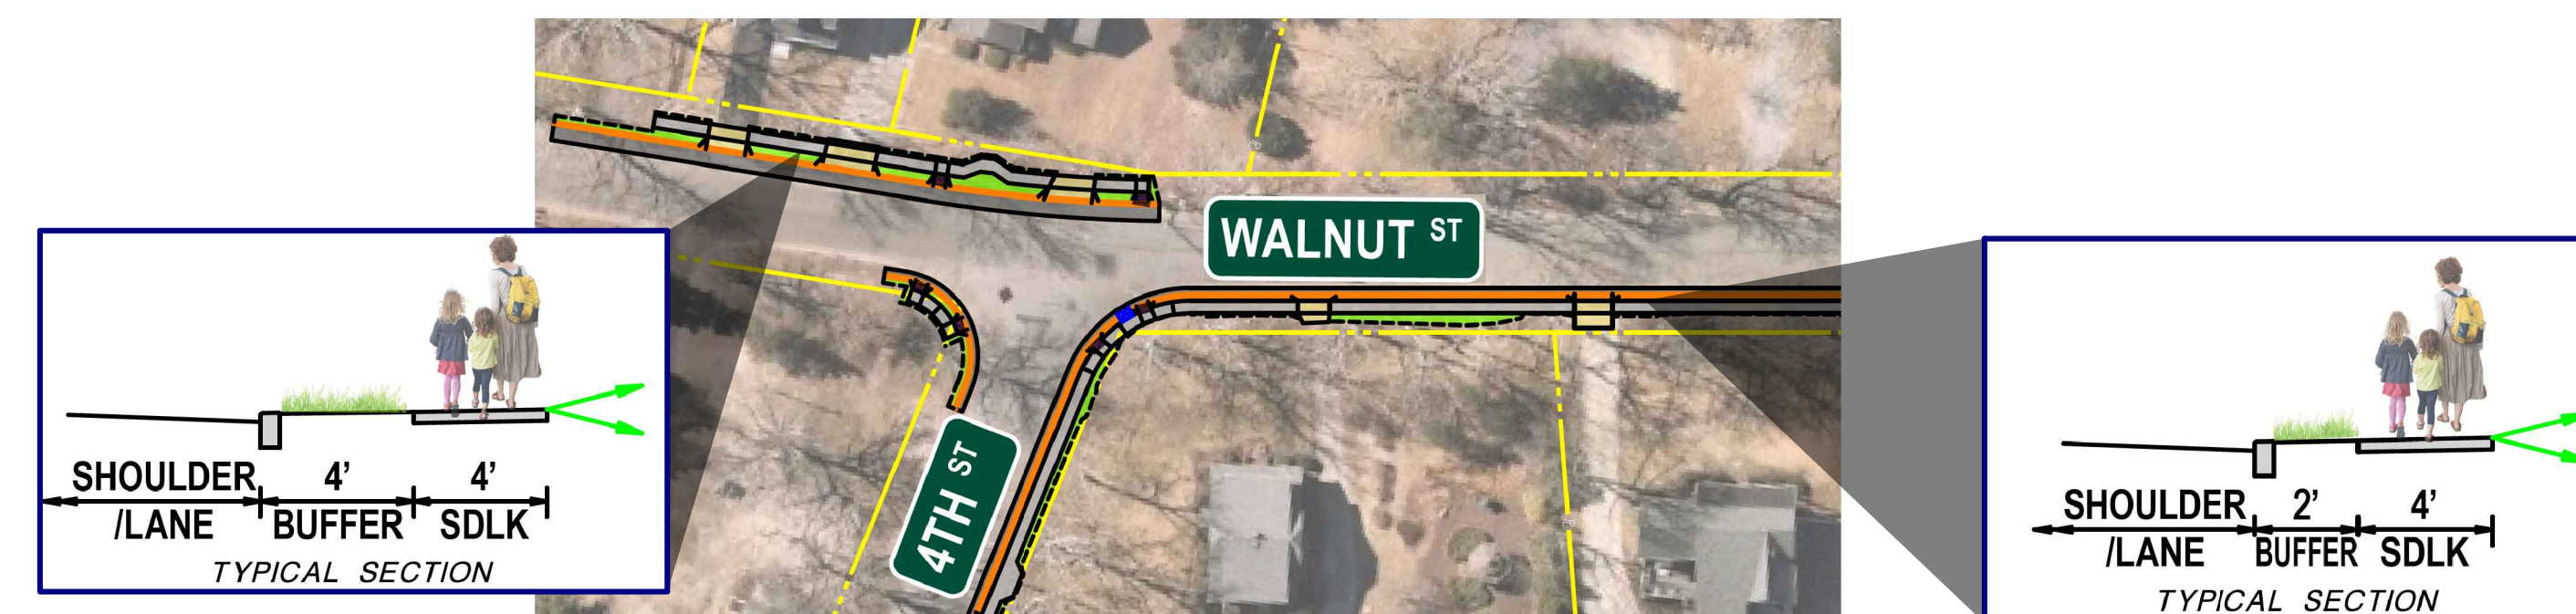 WALNUT ST
4TH ST
SHOULDER 4' 4'
/LANE BUFFER SDLK
TYPICAL SECTION
SHOULDER 2' 4'
/LANE BUFFER SDLK
TYPICAL SECTION